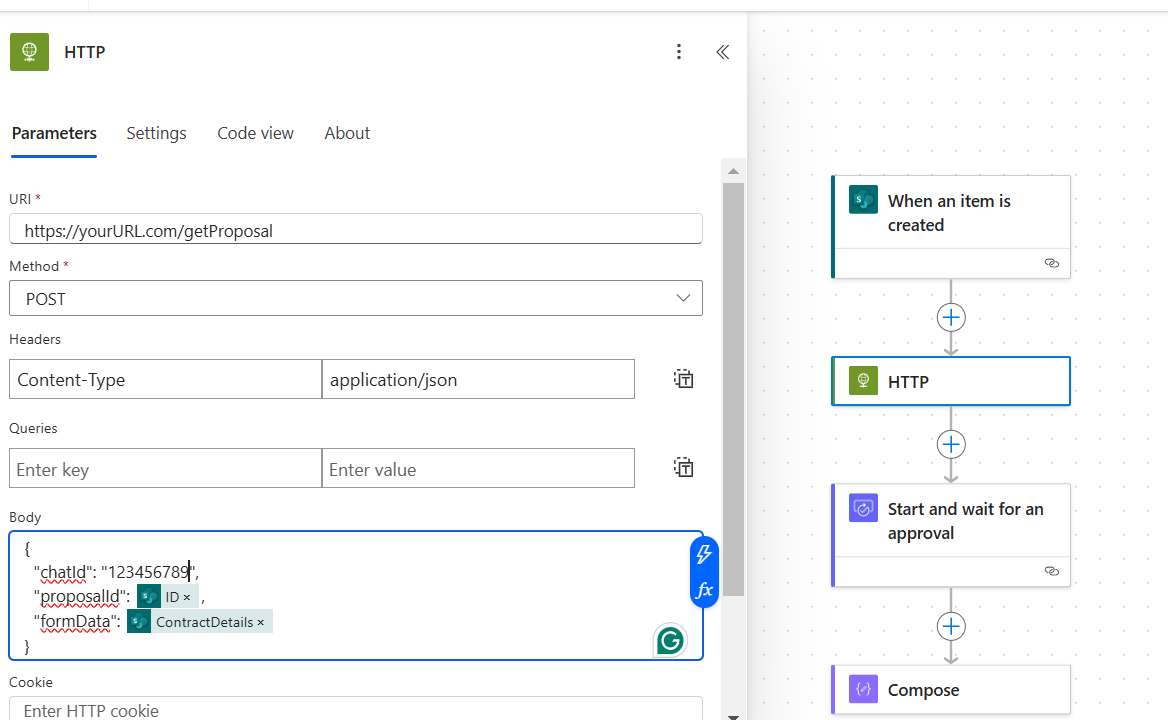 HTTP
Parameters Settings Code view About
URI *
https://yourURL.com/getProposal
Method *
POST
Headers
Content-Type application/json
Queries
Enter key Enter value
Body
{
"chatId": "123456789",
"proposalId": ID × ,
"formData": ContractDetails ×
}
Cookie
Enter HTTP cookie
fx
G
When an item is
created
HTTP
Start and wait for an
approval
Compose